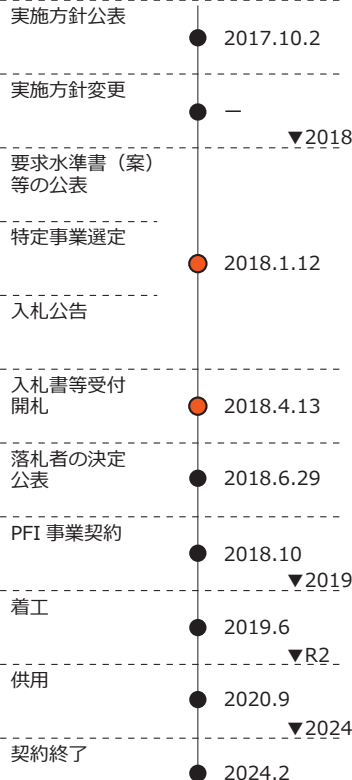 実施方針公表
2017.10.2
実施方針変更
－
▼2018
要求水準書（案）
等の公表
特定事業選定
2018.1.12
入札公告
入札書等受付
開札
2018.4.13
落札者の決定
公表
2018.6.29
PFI 事業契約
2018.10
▼2019
着工
2019.6
▼R2
供用
2020.9
▼2024
契約終了
2024.2